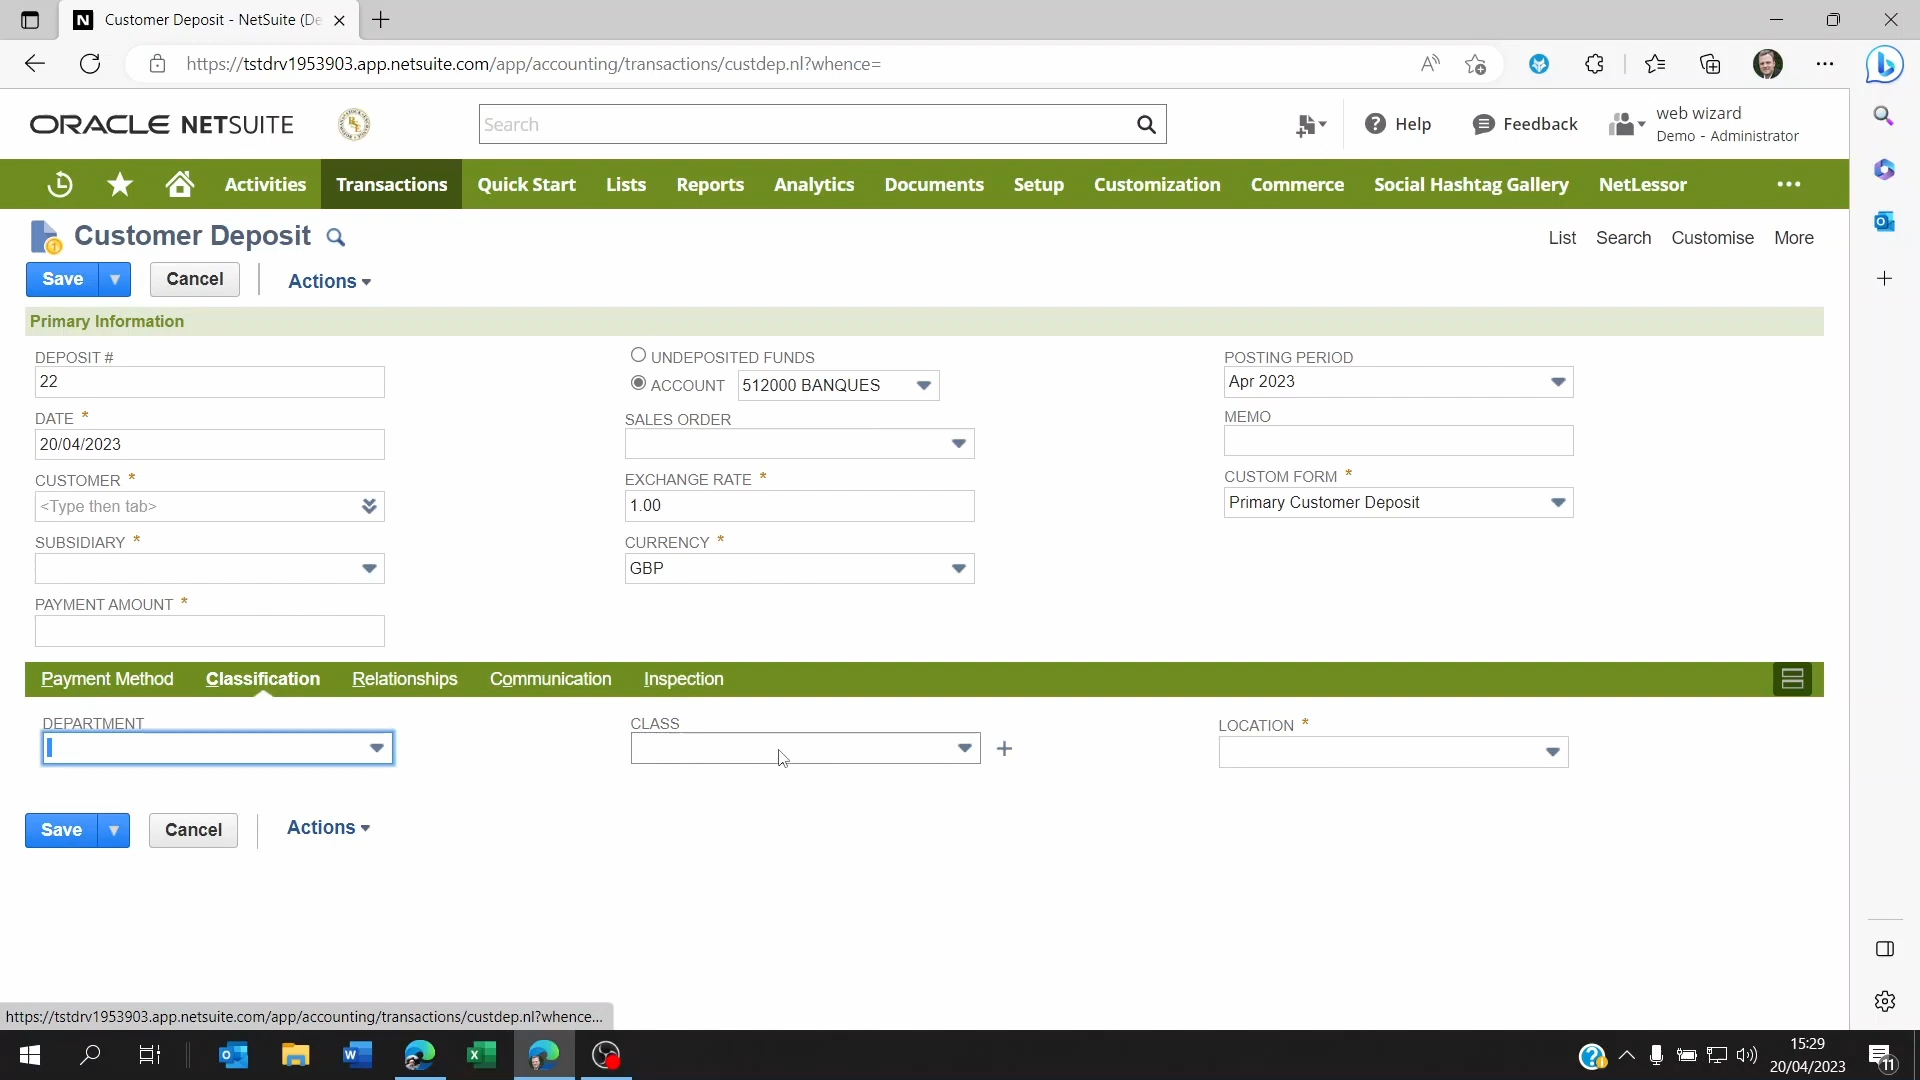 Customer Deposit - NetSuite (De
https://tstdrv1953903.app.netsuite.com/app/accounting/transactions/custdep.nl?whence=
ORACLE NETSUITE
Search
Help
Feedback
web wizard
Demo - Administrator
Activities
Transactions
Quick Start
Lists
Reports
Analytics
Documents
Setup
Customization
Commerce
Social Hashtag Gallery
NetLessor
Customer Deposit
List
Search
Customise
More
Save
Cancel
Actions
Primary Information
DEPOSIT #
22
DATE *
20/04/2023
CUSTOMER *
<Type then tab>
SUBSIDIARY *
PAYMENT AMOUNT *
UNDEPOSITED FUNDS
ACCOUNT
512000 BANQUES
SALES ORDER
EXCHANGE RATE *
1.00
CURRENCY *
GBP
POSTING PERIOD
Apr 2023
MEMO
CUSTOM FORM *
Primary Customer Deposit
Payment Method
Classification
Relationships
Communication
Inspection
DEPARTMENT
CLASS
LOCATION *
Save
Cancel
Actions
https://tstdrv1953903.app.netsuite.com/app/accounting/transactions/custdep.nl?whence...
15:29
20/04/2023
11